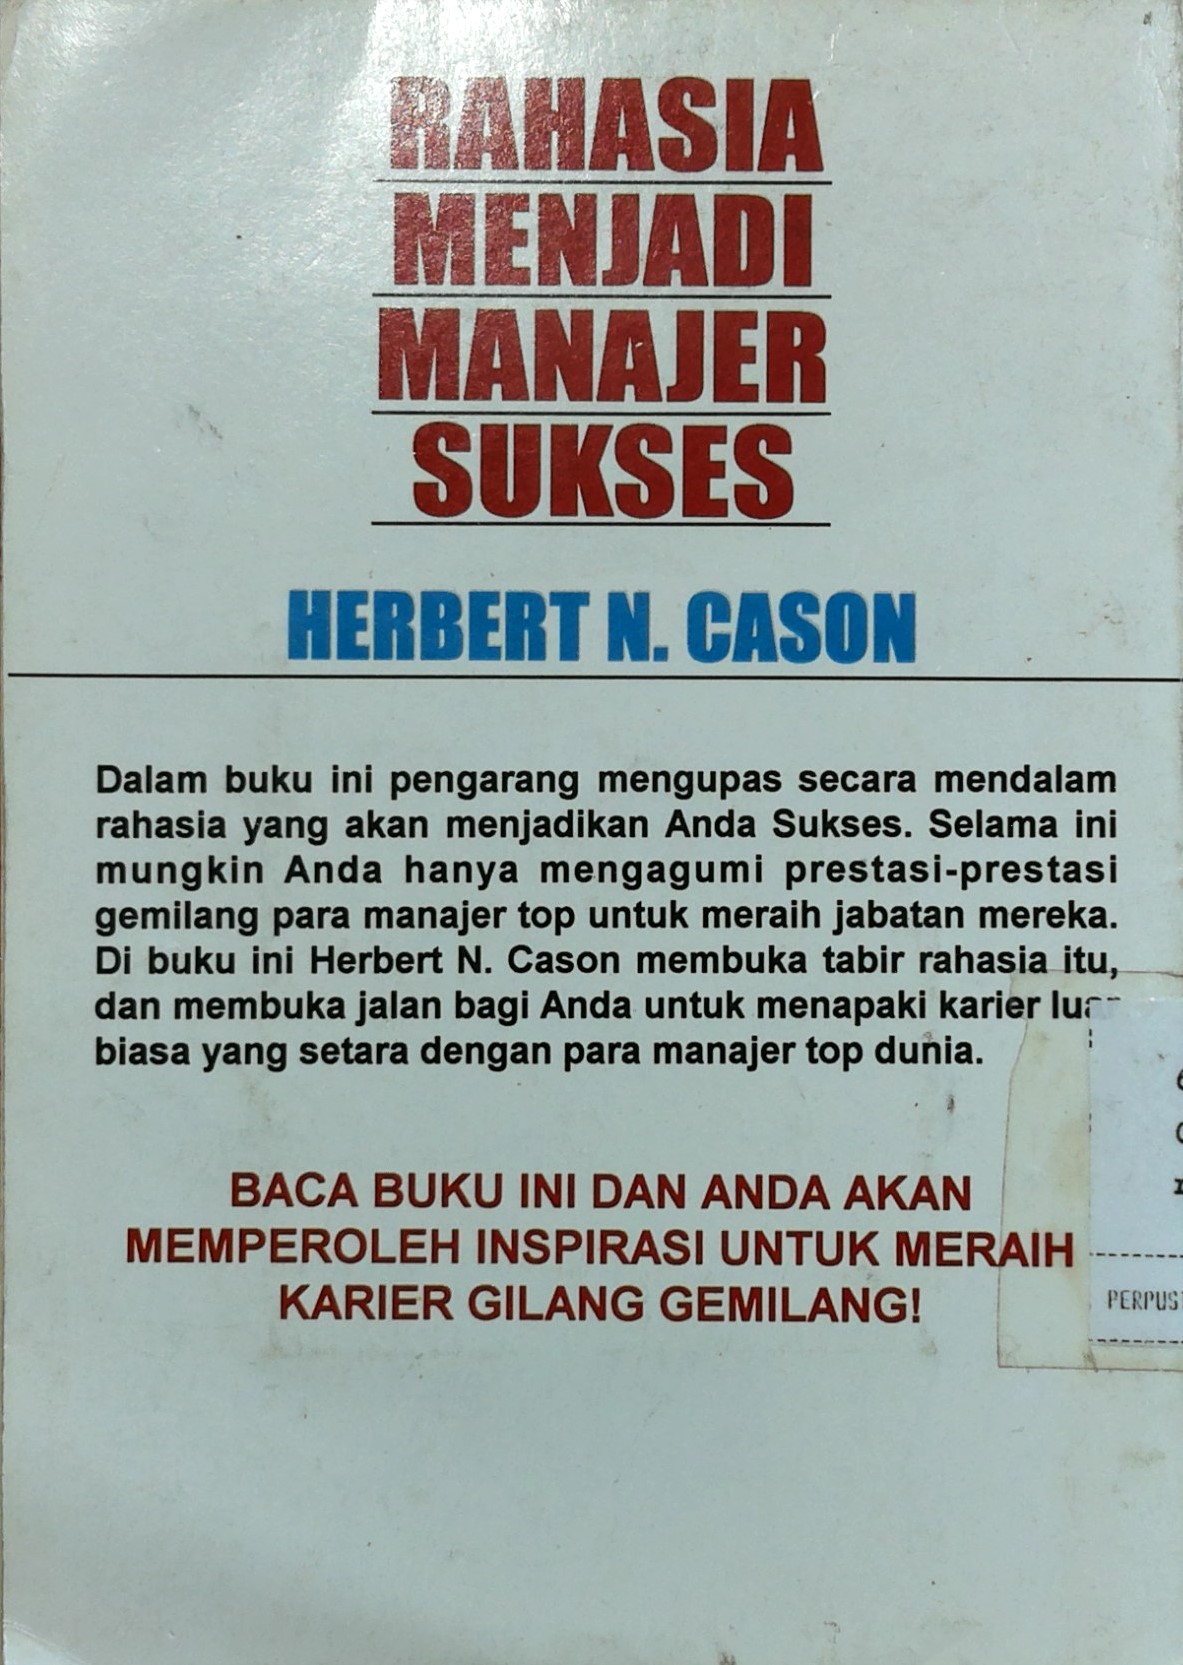 RAHASIA
MENJADI
MANAJER
SUKSES
HERBERT N. CASON
Dalam buku ini pengarang mengupas secara mendalam
rahasia yang akan menjadikan Anda Sukses. Selama ini
mungkin Anda hanya mengagumi prestasi-prestasi
gemilang para manajer top untuk meraih jabatan mereka.
Di buku ini Herbert N. Cason membuka tabir rahasia itu,
dan membuka jalan bagi Anda untuk menapaki karier luar
biasa yang setara dengan para manajer top dunia.
BACA BUKU INI DAN ANDA AKAN
MEMPEROLEH INSPIRASI UNTUK MERAIH
KARIER GILANG GEMILANG!
PERPUST